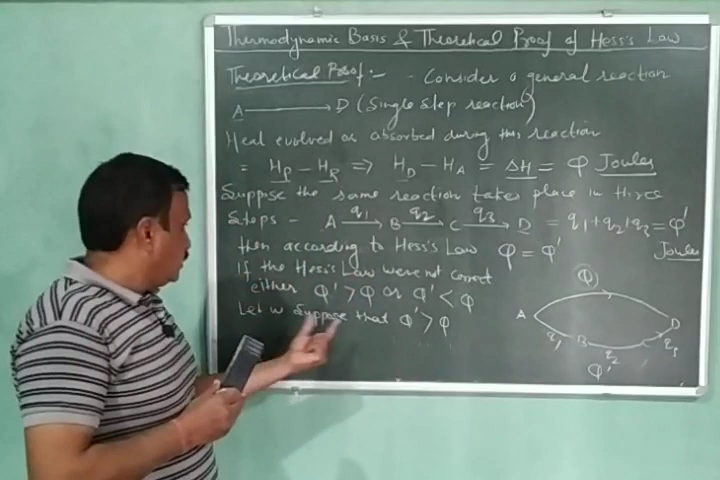 Thermodynamic Basis & Theoretical Proof of Hess's Law
Theoretical Proof:- - Consider a general reaction
A ⟶ D (Single step reaction)
Heat evolved or absorbed during this reaction
= H_P - H_R ⇒ H_D - H_A = ΔH = φ Joules
Suppose the same reaction takes place in three
Steps - A —q₁→ B —q₂→ C —q₃→ D = q₁+q₂+q₃ = φ'
Joules
then according to Hess's Law φ = φ'
If the Hess's Law were not correct
either φ' > φ or φ' < φ
Let us Suppose that φ' > φ
φ
A
D
q₁
B
q₂
q₃
φ'